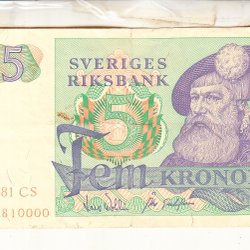 5
SVERIGES
RIKSBANK
5
Fem
KRONOR
81 CS
810000